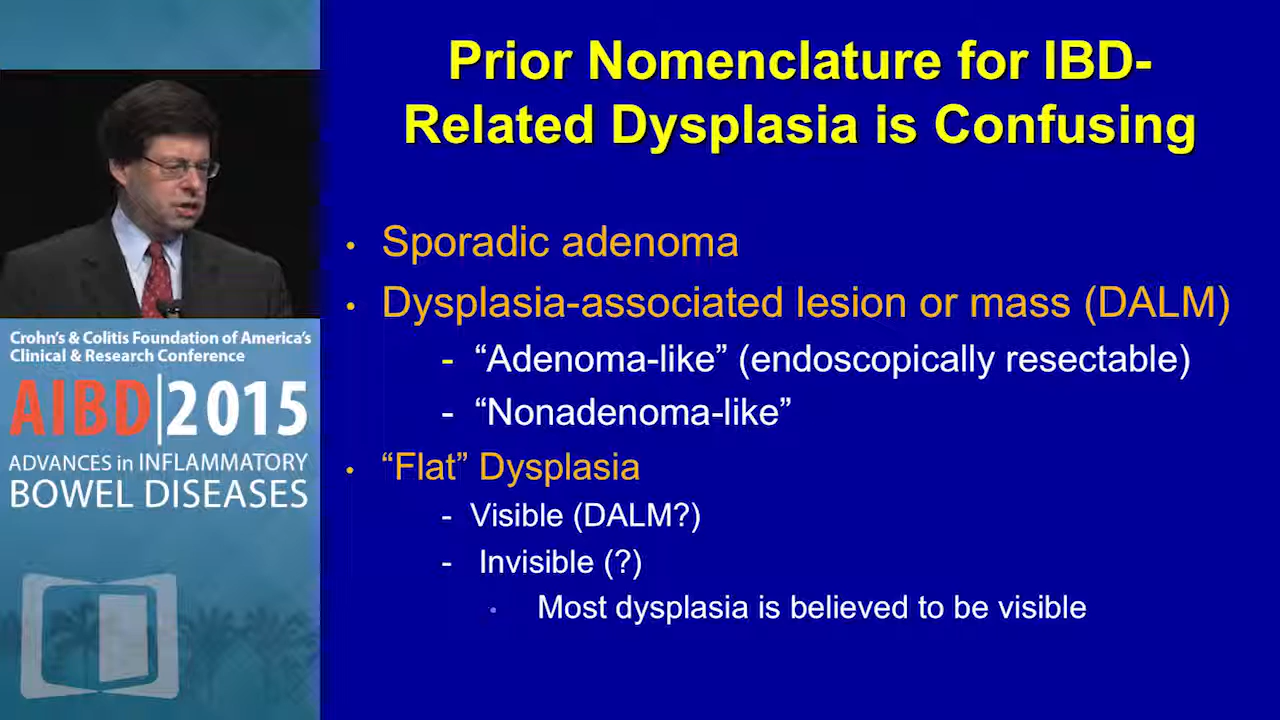 Prior Nomenclature for IBD-
Related Dysplasia is Confusing
• Sporadic adenoma
• Dysplasia-associated lesion or mass (DALM)
- “Adenoma-like” (endoscopically resectable)
- “Nonadenoma-like”
• “Flat” Dysplasia
- Visible (DALM?)
- Invisible (?)
• Most dysplasia is believed to be visible
Crohn's & Colitis Foundation of America's
Clinical & Research Conference
AIBD|2015
ADVANCES in INFLAMMATORY
BOWEL DISEASES